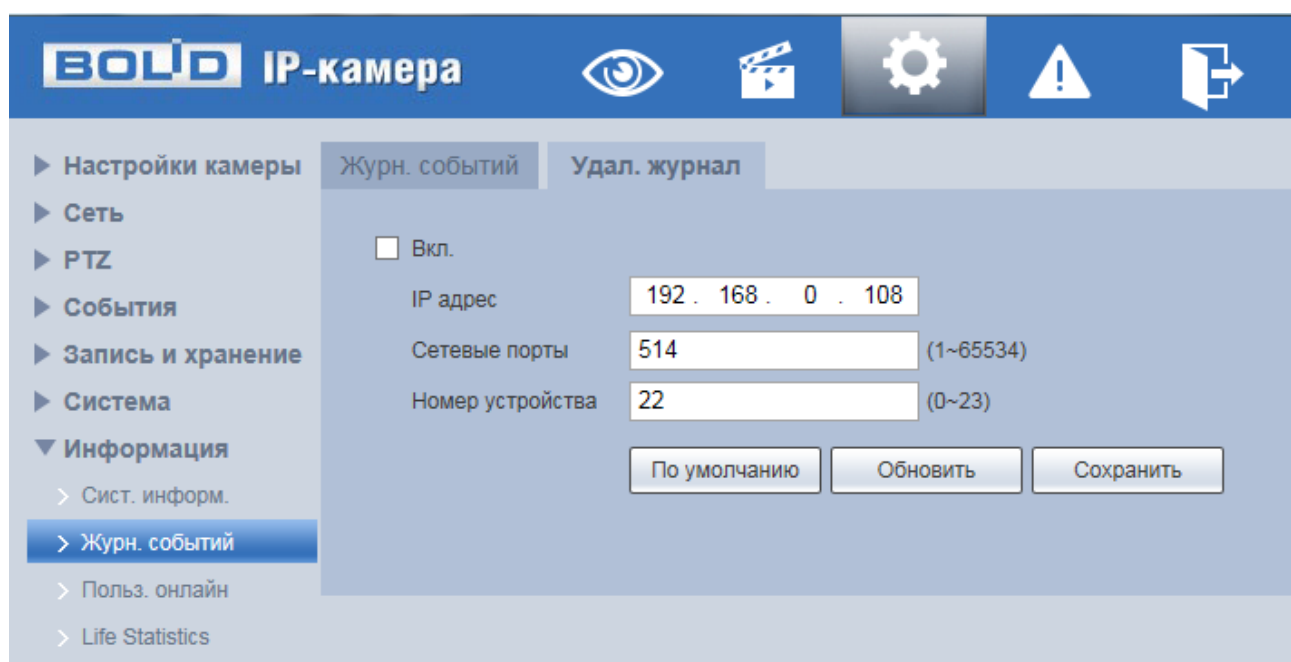 BOLID IP-камера
Настройки камеры
Сеть
PTZ
События
Запись и хранение
Система
Информация
Сист. информ.
Журн. событий
Польз. онлайн
Life Statistics
Журн. событий Удал. журнал
Вкл.
IP адрес 192 . 168 . 0 . 108
Сетевые порты 514 (1~65534)
Номер устройства 22 (0~23)
По умолчанию Обновить Сохранить